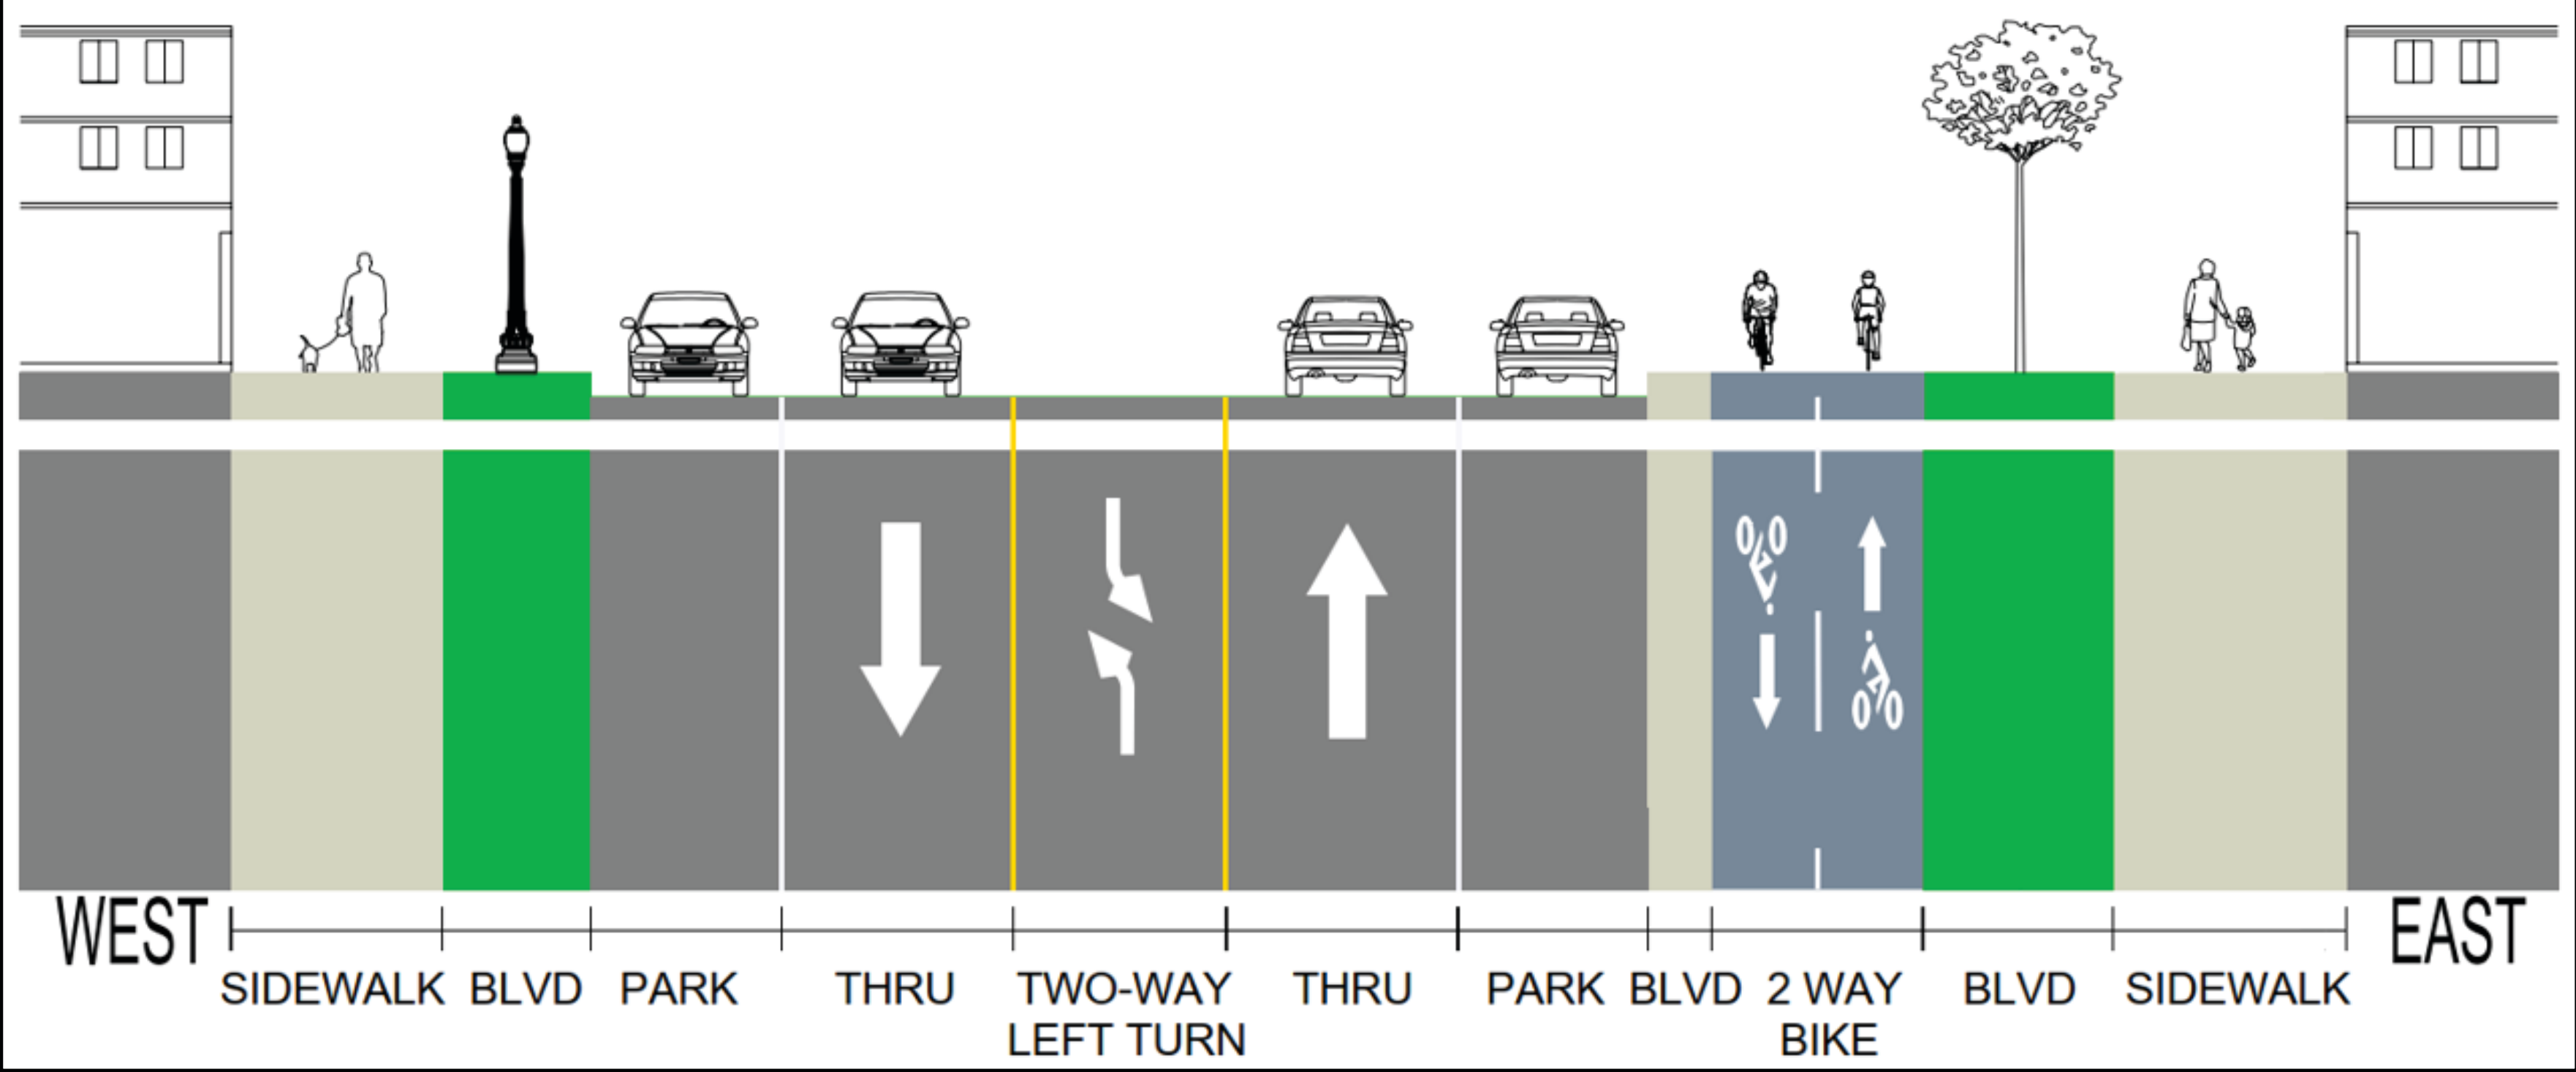 WEST
EAST
SIDEWALK BLVD PARK THRU TWO-WAY THRU PARK BLVD 2 WAY BLVD SIDEWALK
LEFT TURN BIKE